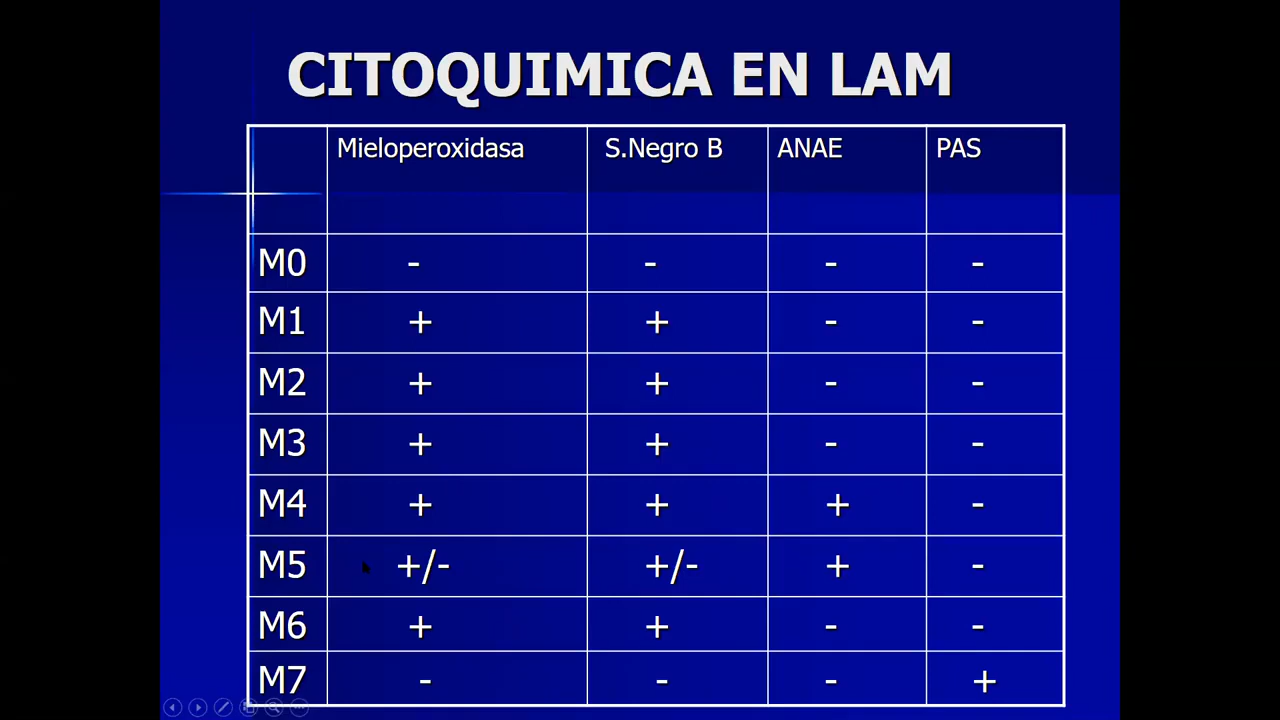 CITOQUIMICA EN LAM
Mieloperoxidasa S.Negro B ANAE PAS
M0 - - - -
M1 + + - -
M2 + + - -
M3 + + - -
M4 + + + -
M5 +/- +/- + -
M6 + + - -
M7 - - - +